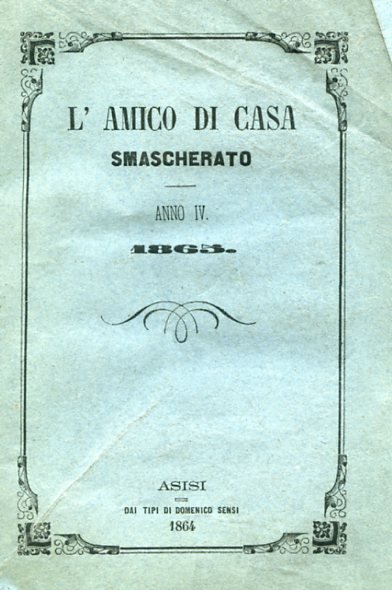 L' AMICO DI CASA
SMASCHERATO
ANNO IV.
1865.
ASISI
DAI TIPI DI DOMENICO SENSI
1864